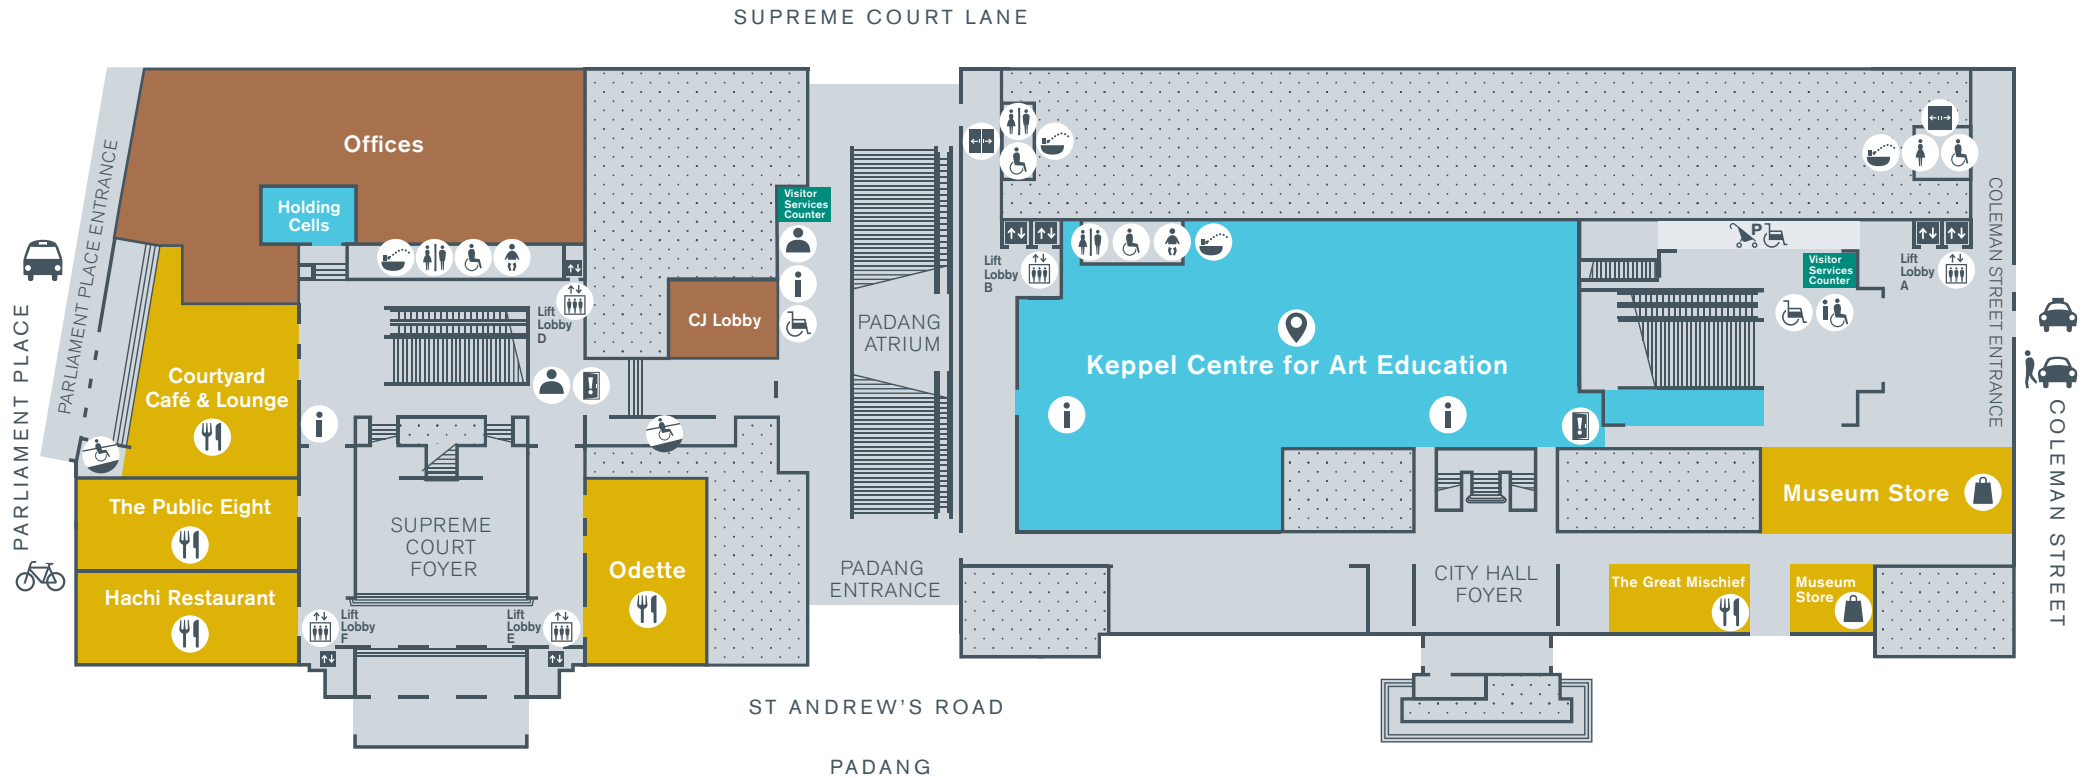 SUPREME COURT LANE
PARLIAMENT PLACE ENTRANCE
Offices
Holding
Cells
Visitor
Services
Counter
CJ Lobby
Lift
Lobby
D
PADANG
ATRIUM
Courtyard
Café & Lounge
PARLIAMENT PLACE
The Public Eight
Hachi Restaurant
SUPREME
COURT
FOYER
Lift
Lobby
F
Lift
Lobby
E
Odette
PADANG
ENTRANCE
Lift
Lobby
B
Keppel Centre for Art Education
P
Visitor
Services
Counter
Lift
Lobby
A
COLEMAN STREET ENTRANCE
COLEMAN STREET
Museum Store
CITY HALL
FOYER
The Great Mischief
Museum
Store
ST ANDREW'S ROAD
PADANG